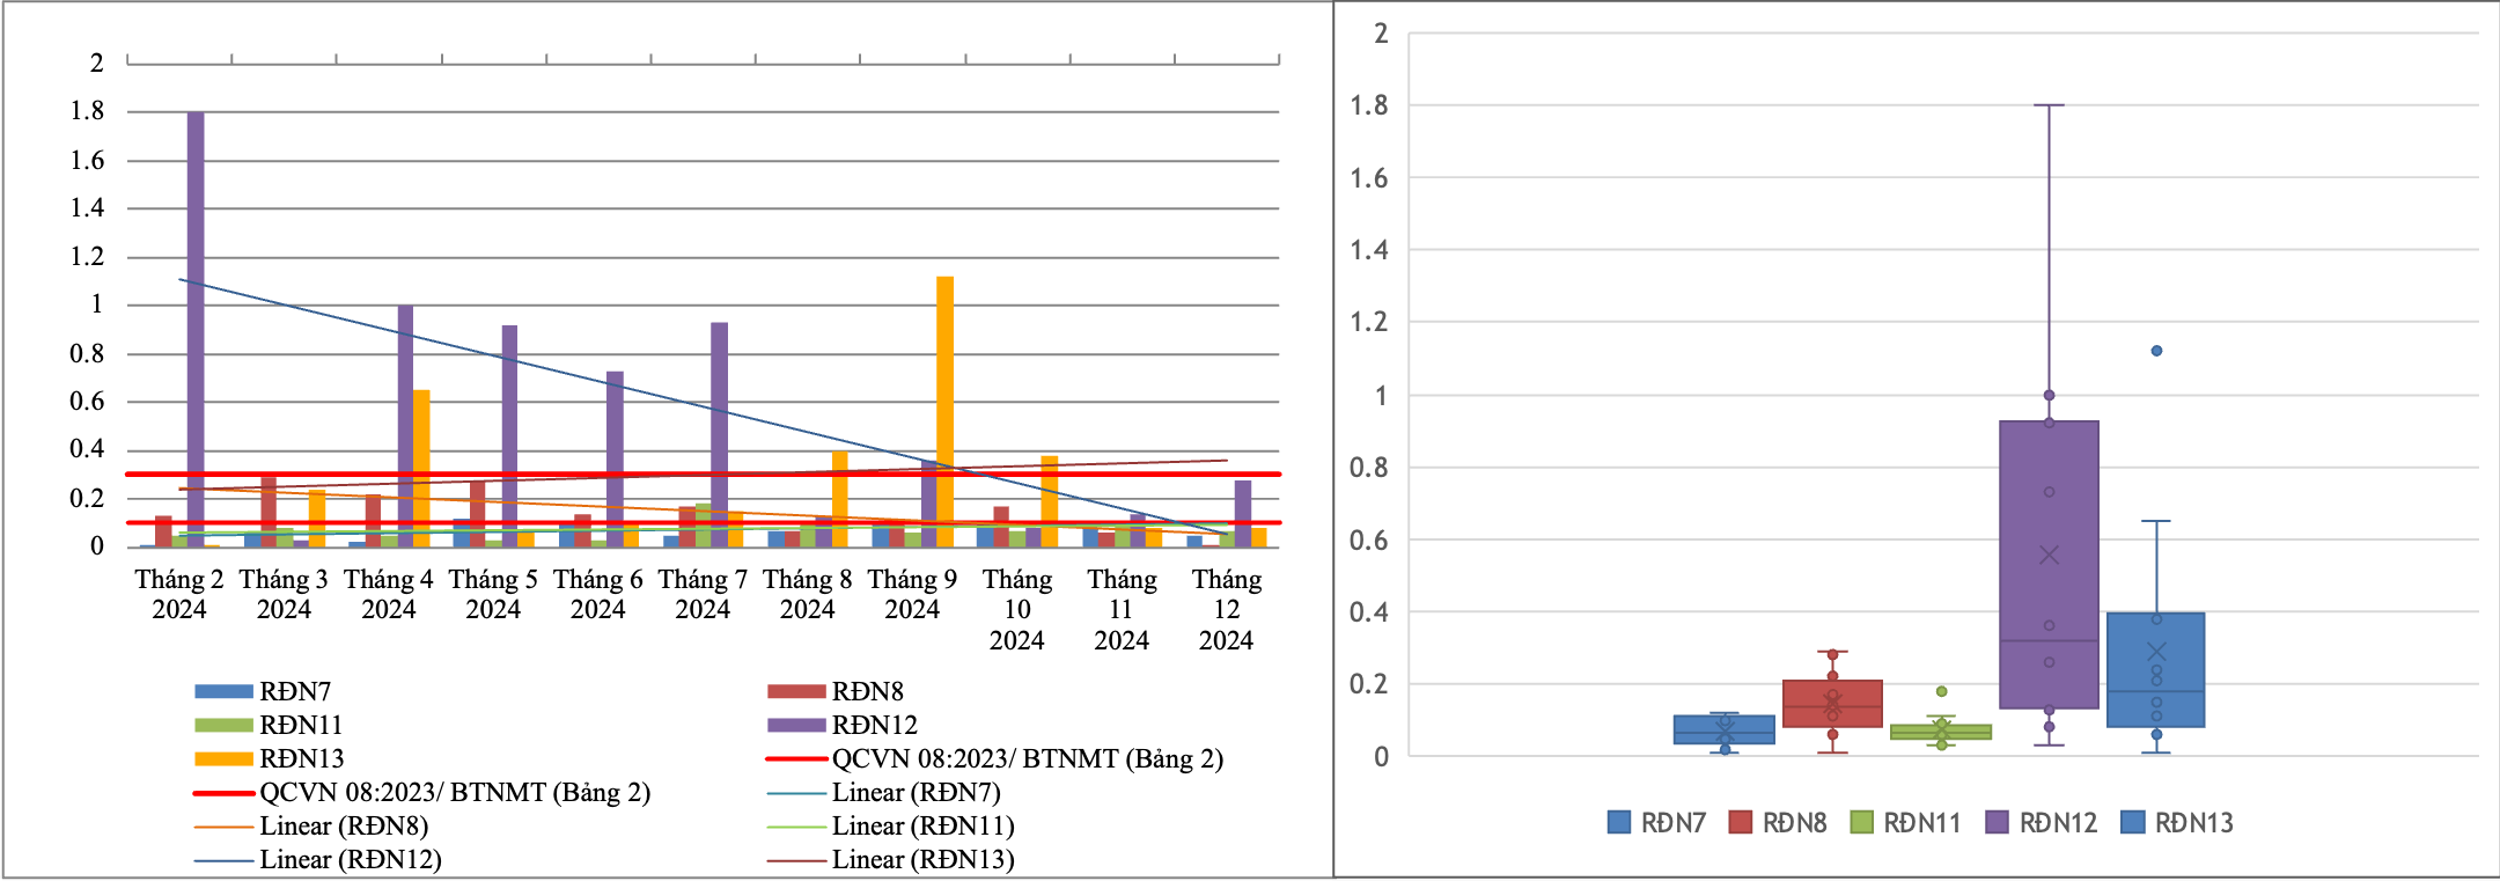 2
1.8
1.6
1.4
1.2
1
0.8
0.6
0.4
0.2
0
Tháng 2
2024
Tháng 3
2024
Tháng 4
2024
Tháng 5
2024
Tháng 6
2024
Tháng 7
2024
Tháng 8
2024
Tháng 9
2024
Tháng
10
2024
Tháng
11
2024
Tháng
12
2024
RĐN7
RĐN8
RĐN11
RĐN12
RĐN13
QCVN 08:2023/ BTNMT (Bảng 2)
QCVN 08:2023/ BTNMT (Bảng 2)
Linear (RĐN7)
Linear (RĐN8)
Linear (RĐN11)
Linear (RĐN12)
Linear (RĐN13)
2
1.8
1.6
1.4
1.2
1
0.8
0.6
0.4
0.2
0
RĐN7 RĐN8 RĐN11 RĐN12 RĐN13